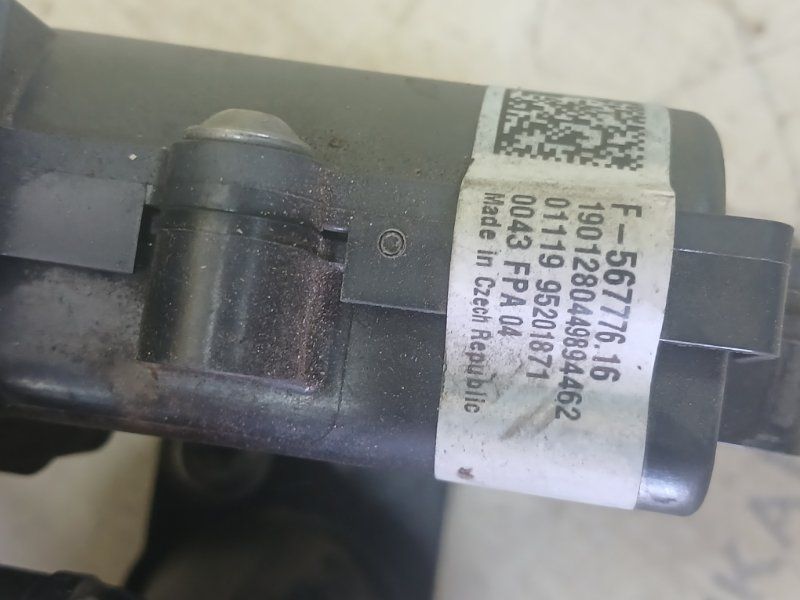 F-567776.16
1901280449894462
01119 95201871
0043 FPA 04
Made in Czech Republic